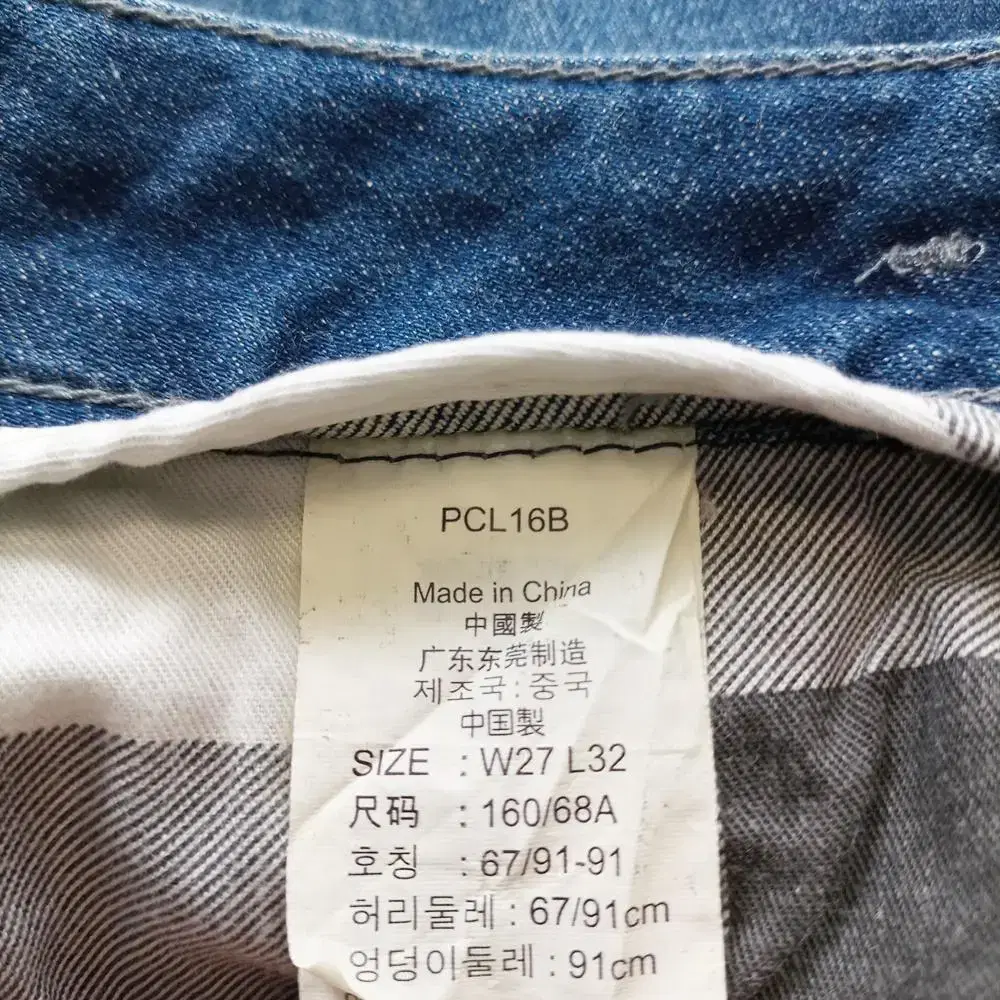 PCL16B
Made in China
中國製
广东东莞制造
제조국 : 중국
中国製
SIZE : W27 L32
尺码 : 160/68A
호칭 : 67/91-91
허리둘레 : 67/91cm
엉덩이둘레 : 91cm